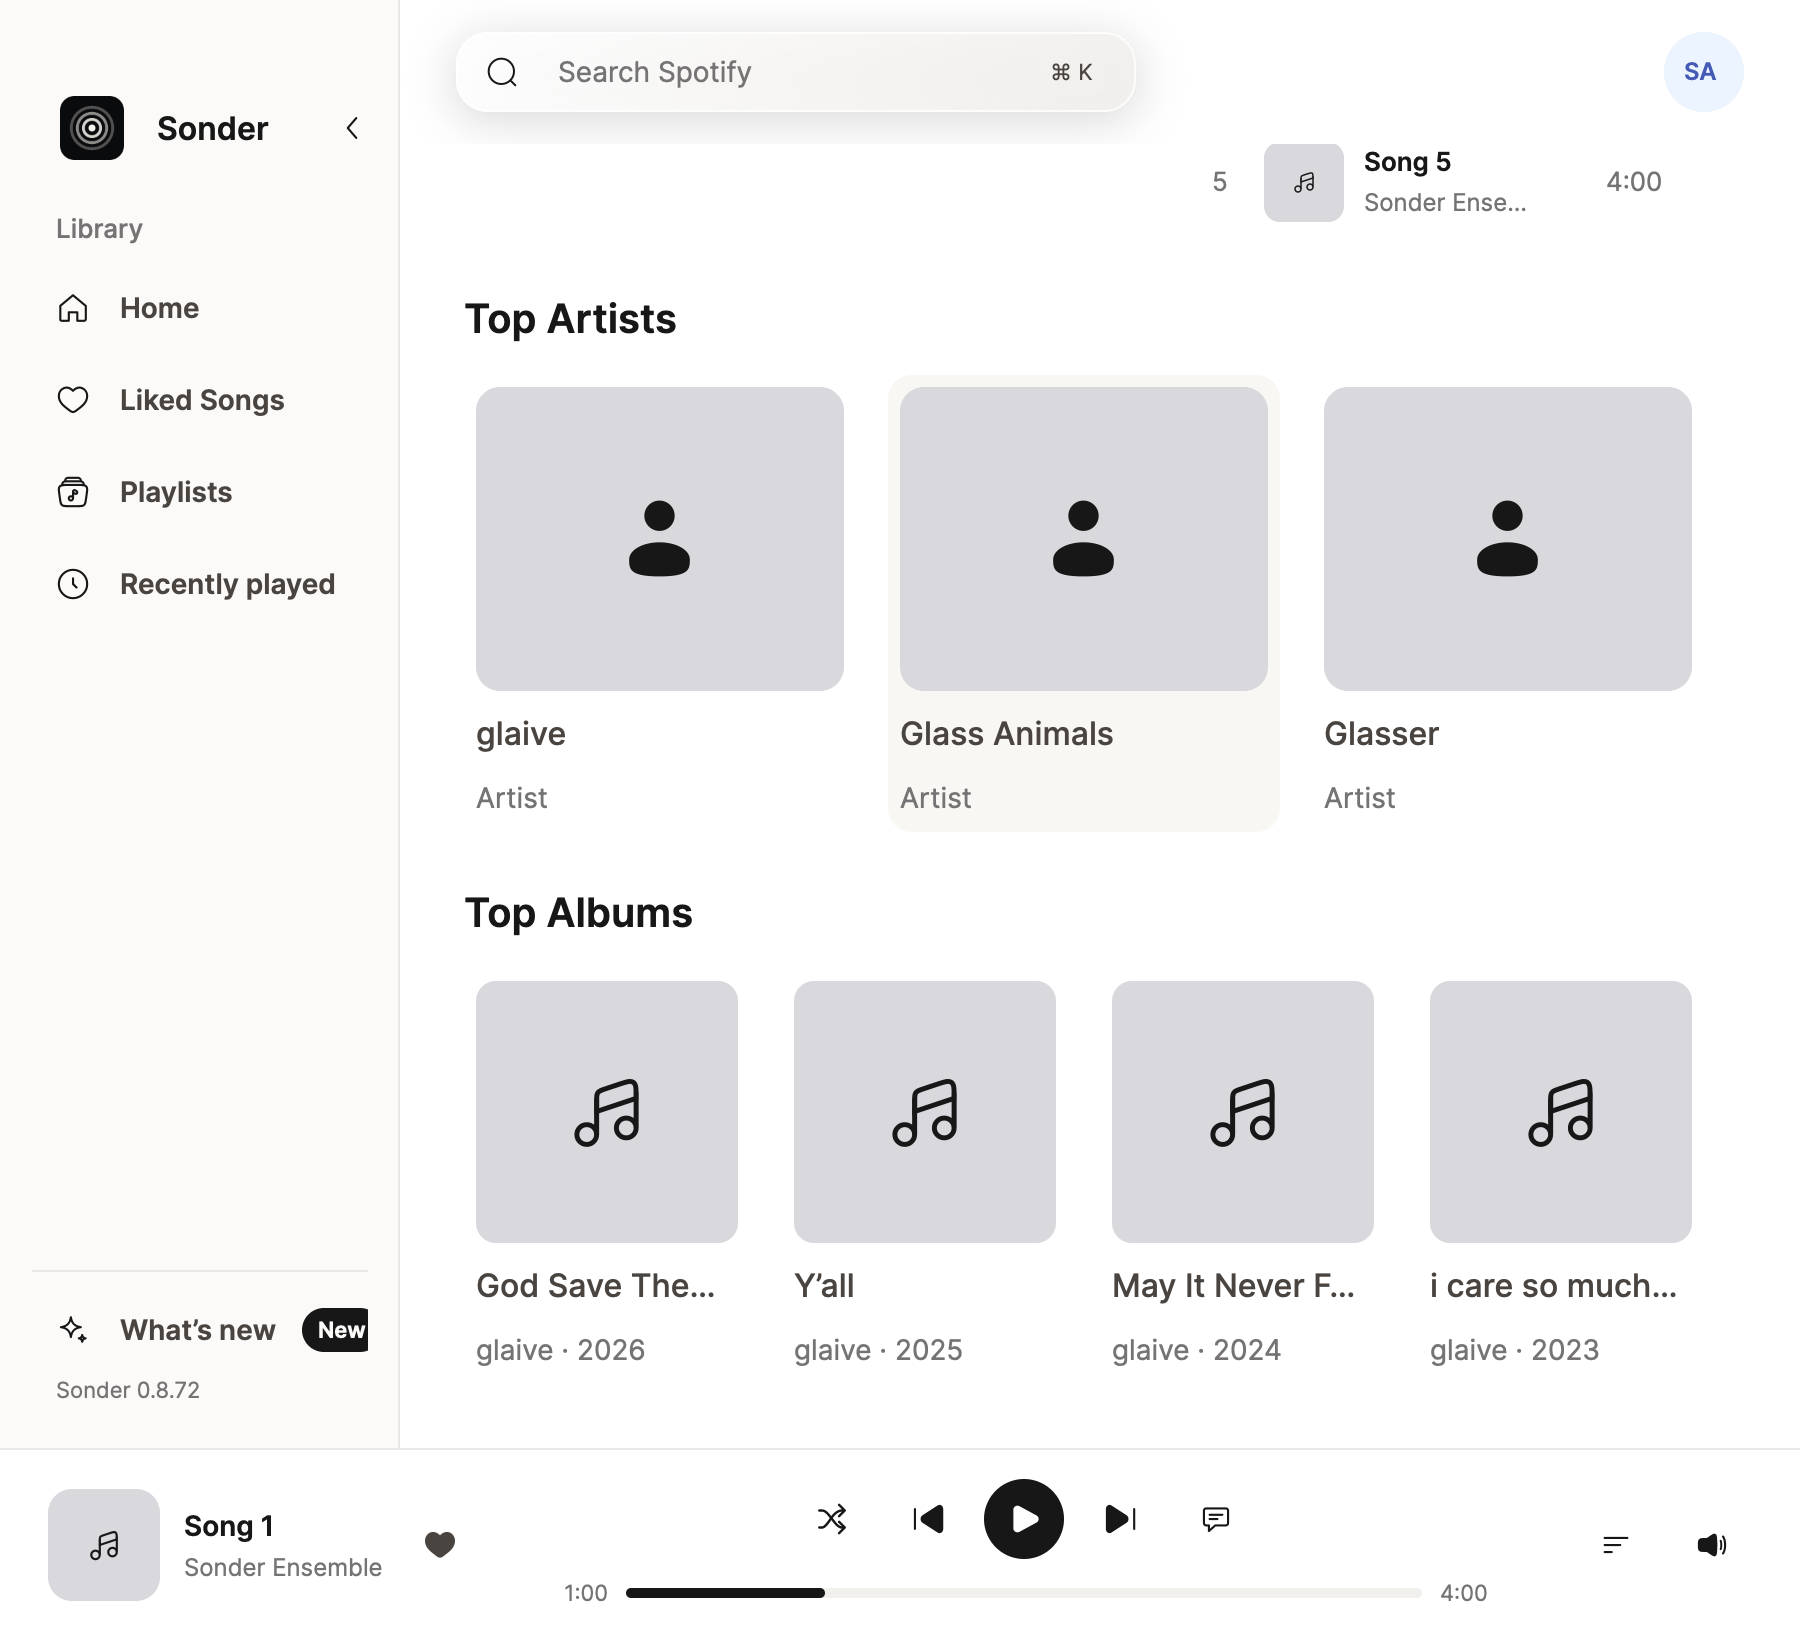 Search Spotify ⌘ K
SA
Sonder
Library
Home
Liked Songs
Playlists
Recently played
5 Song 5 4:00
Sonder Ense...
Top Artists
glaive
Artist
Glass Animals
Artist
Glasser
Artist
Top Albums
God Save The...
glaive · 2026
Y’all
glaive · 2025
May It Never F...
glaive · 2024
i care so much...
glaive · 2023
What’s new New
Sonder 0.8.72
Song 1
Sonder Ensemble
1:00 4:00